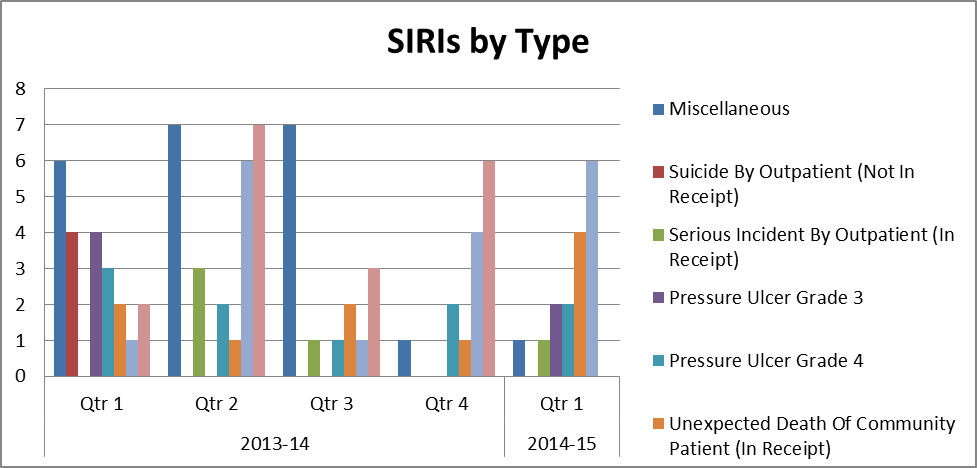 SIRIs by Type
8
7
6
5
4
3
2
1
0
Qtr 1 Qtr 2 Qtr 3 Qtr 4 Qtr 1
2013-14 2014-15
Miscellaneous
Suicide By Outpatient (Not In
Receipt)
Serious Incident By Outpatient (In
Receipt)
Pressure Ulcer Grade 3
Pressure Ulcer Grade 4
Unexpected Death Of Community
Patient (In Receipt)